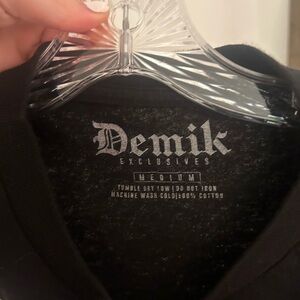 Demik
EXCLUSIVES
MEDIUM
TUMBLE DRY LOW | DO NOT IRON
MACHINE WASH COLD | 100% COTTON